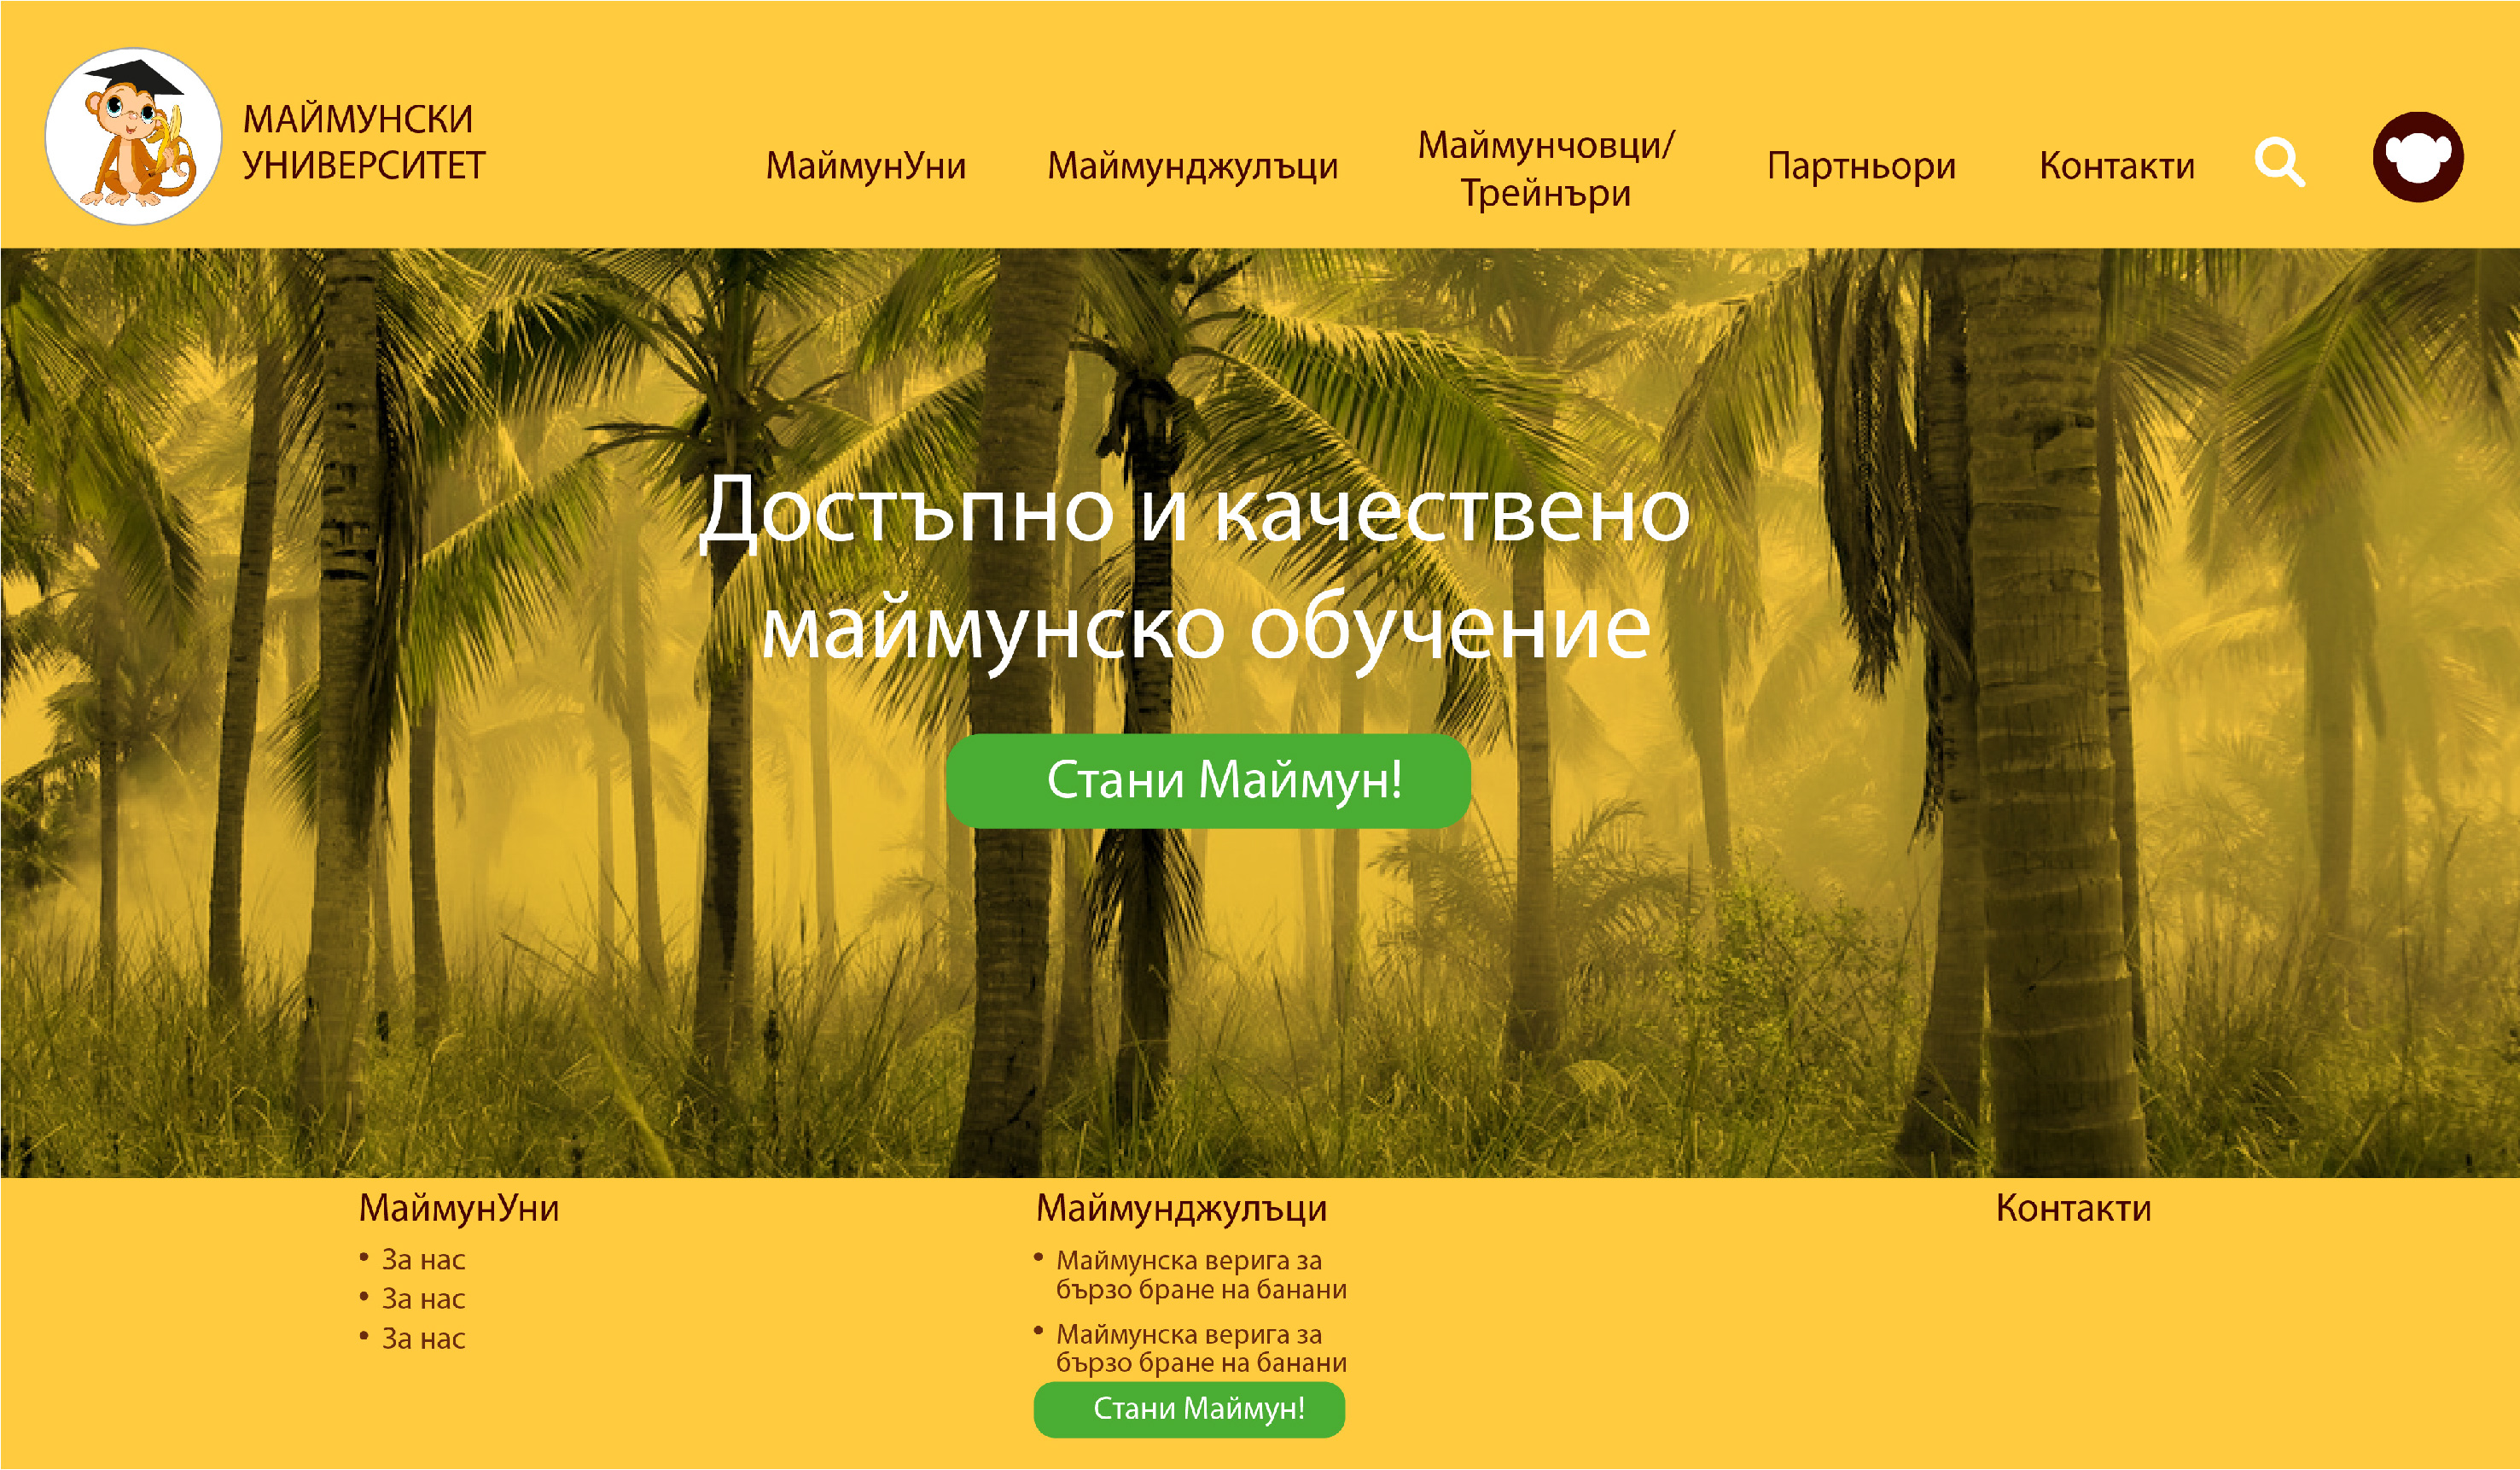 МАЙМУНСКИ
УНИВЕРСИТЕТ
МаймунУни
Маймунджулъци
Маймунчовци/
Трейнъри
Партньори
Контакти
Достъпно и качествено
маймунско обучение
Стани Маймун!
МаймунУни
• За нас
• За нас
• За нас
Маймунджулъци
• Маймунска верига за
бързо бране на банани
• Маймунска верига за
бързо бране на банани
Стани Маймун!
Контакти